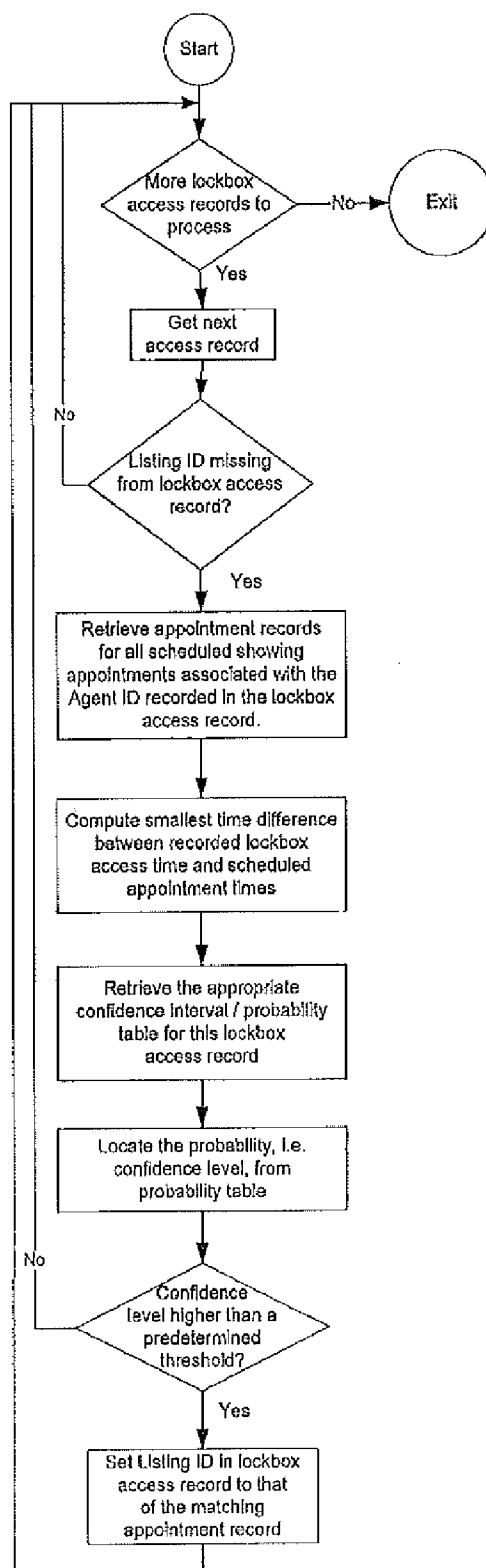 Start
More lockbox
access records to
process
No
Exit
Yes
Get next
access record
No
Listing ID missing
from lockbox access
record?
Yes
Retrieve appointment records
for all scheduled showing
appointments associated with the
Agent ID recorded in the lockbox
access record.
Compute smallest time difference
between recorded lockbox
access time and scheduled
appointment times
Retrieve the appropriate
confidence interval / probability
table for this lockbox
access record
Locate the probability, i.e.
confidence level, from
probability table
No
Confidence
level higher than a
predetermined
threshold?
Yes
Set Listing ID in lockbox
access record to that
of the matching
appointment record